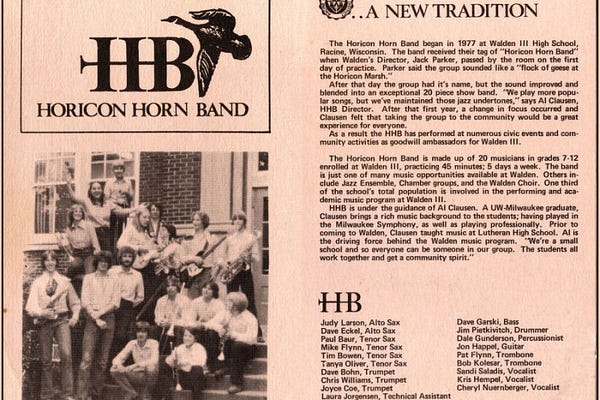 HHB
HORICON HORN BAND
. . A NEW TRADITION
The Horicon Horn Band began in 1977 at Walden III High School,
Racine, Wisconsin. The band received their tag of "Horicon Horn Band"
when Walden's Director, Jack Parker, passed by the room on the first
day of practice. Parker said the group sounded like a "flock of geese at
the Horicon Marsh."
After that day the group had it's name, but the sound improved and
blended into an exceptional 20 piece show band. "We play more popu-
lar songs, but we've maintained those jazz undertones," says Al Clausen,
HHB Director. After that first year, a change in focus occurred and
Clausen felt that taking the group to the community would be a great
experience for everyone.
As a result the HHB has performed at numerous civic events and com-
munity activities as goodwill ambassadors for Walden III.
The Horicon Horn Band is made up of 20 musicians in grades 7-12
enrolled at Walden III, practicing 45 minutes; 5 days a week. The band
is just one of many music opportunities available at Walden. Others in-
clude Jazz Ensemble, Chamber groups, and the Walden Choir. One third
of the school's total population is involved in the performing and aca-
demic music program at Walden III.
HHB is under the guidance of Al Clausen. A UW-Milwaukee graduate,
Clausen brings a rich music background to the students; having played in
the Milwaukee Symphony, as well as playing professionally. Prior to
coming to Walden, Clausen taught music at Lutheran High School. Al is
the driving force behind the Walden music program. "We're a small
school and so everyone can be someone in our group. The students all
work together and get a community spirit."
HHB
Judy Larson, Alto Sax
Dave Eckel, Alto Sax
Paul Baur, Tenor Sax
Mike Flynn, Tenor Sax
Tim Bowen, Tenor Sax
Tanya Oliver, Tenor Sax
Dave Bohn, Trumpet
Chris Williams, Trumpet
Joyce Coe, Trumpet
Laura Jorgensen, Technical Assistant
Dave Garski, Bass
Jim Pietkivitch, Drummer
Dale Gunderson, Percussionist
Jon Happel, Guitar
Pat Flynn, Trombone
Bob Kolesar, Trombone
Sandi Saladis, Vocalist
Kris Hempel, Vocalist
Cheryl Nuernberger, Vocalist